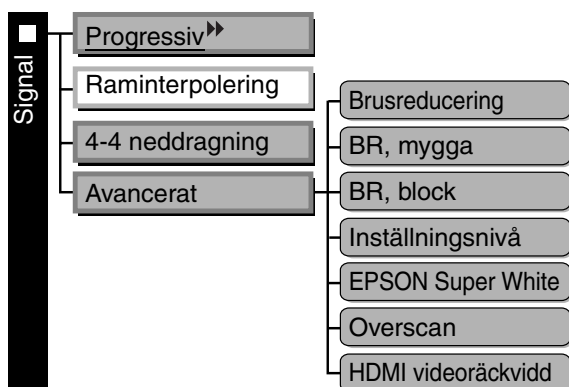 Signal
Progressiv
Raminterpolering
4-4 neddragning
Avancerat
Brusreducering
BR, mygga
BR, block
Inställningsnivå
EPSON Super White
Overscan
HDMI videoräckvidd